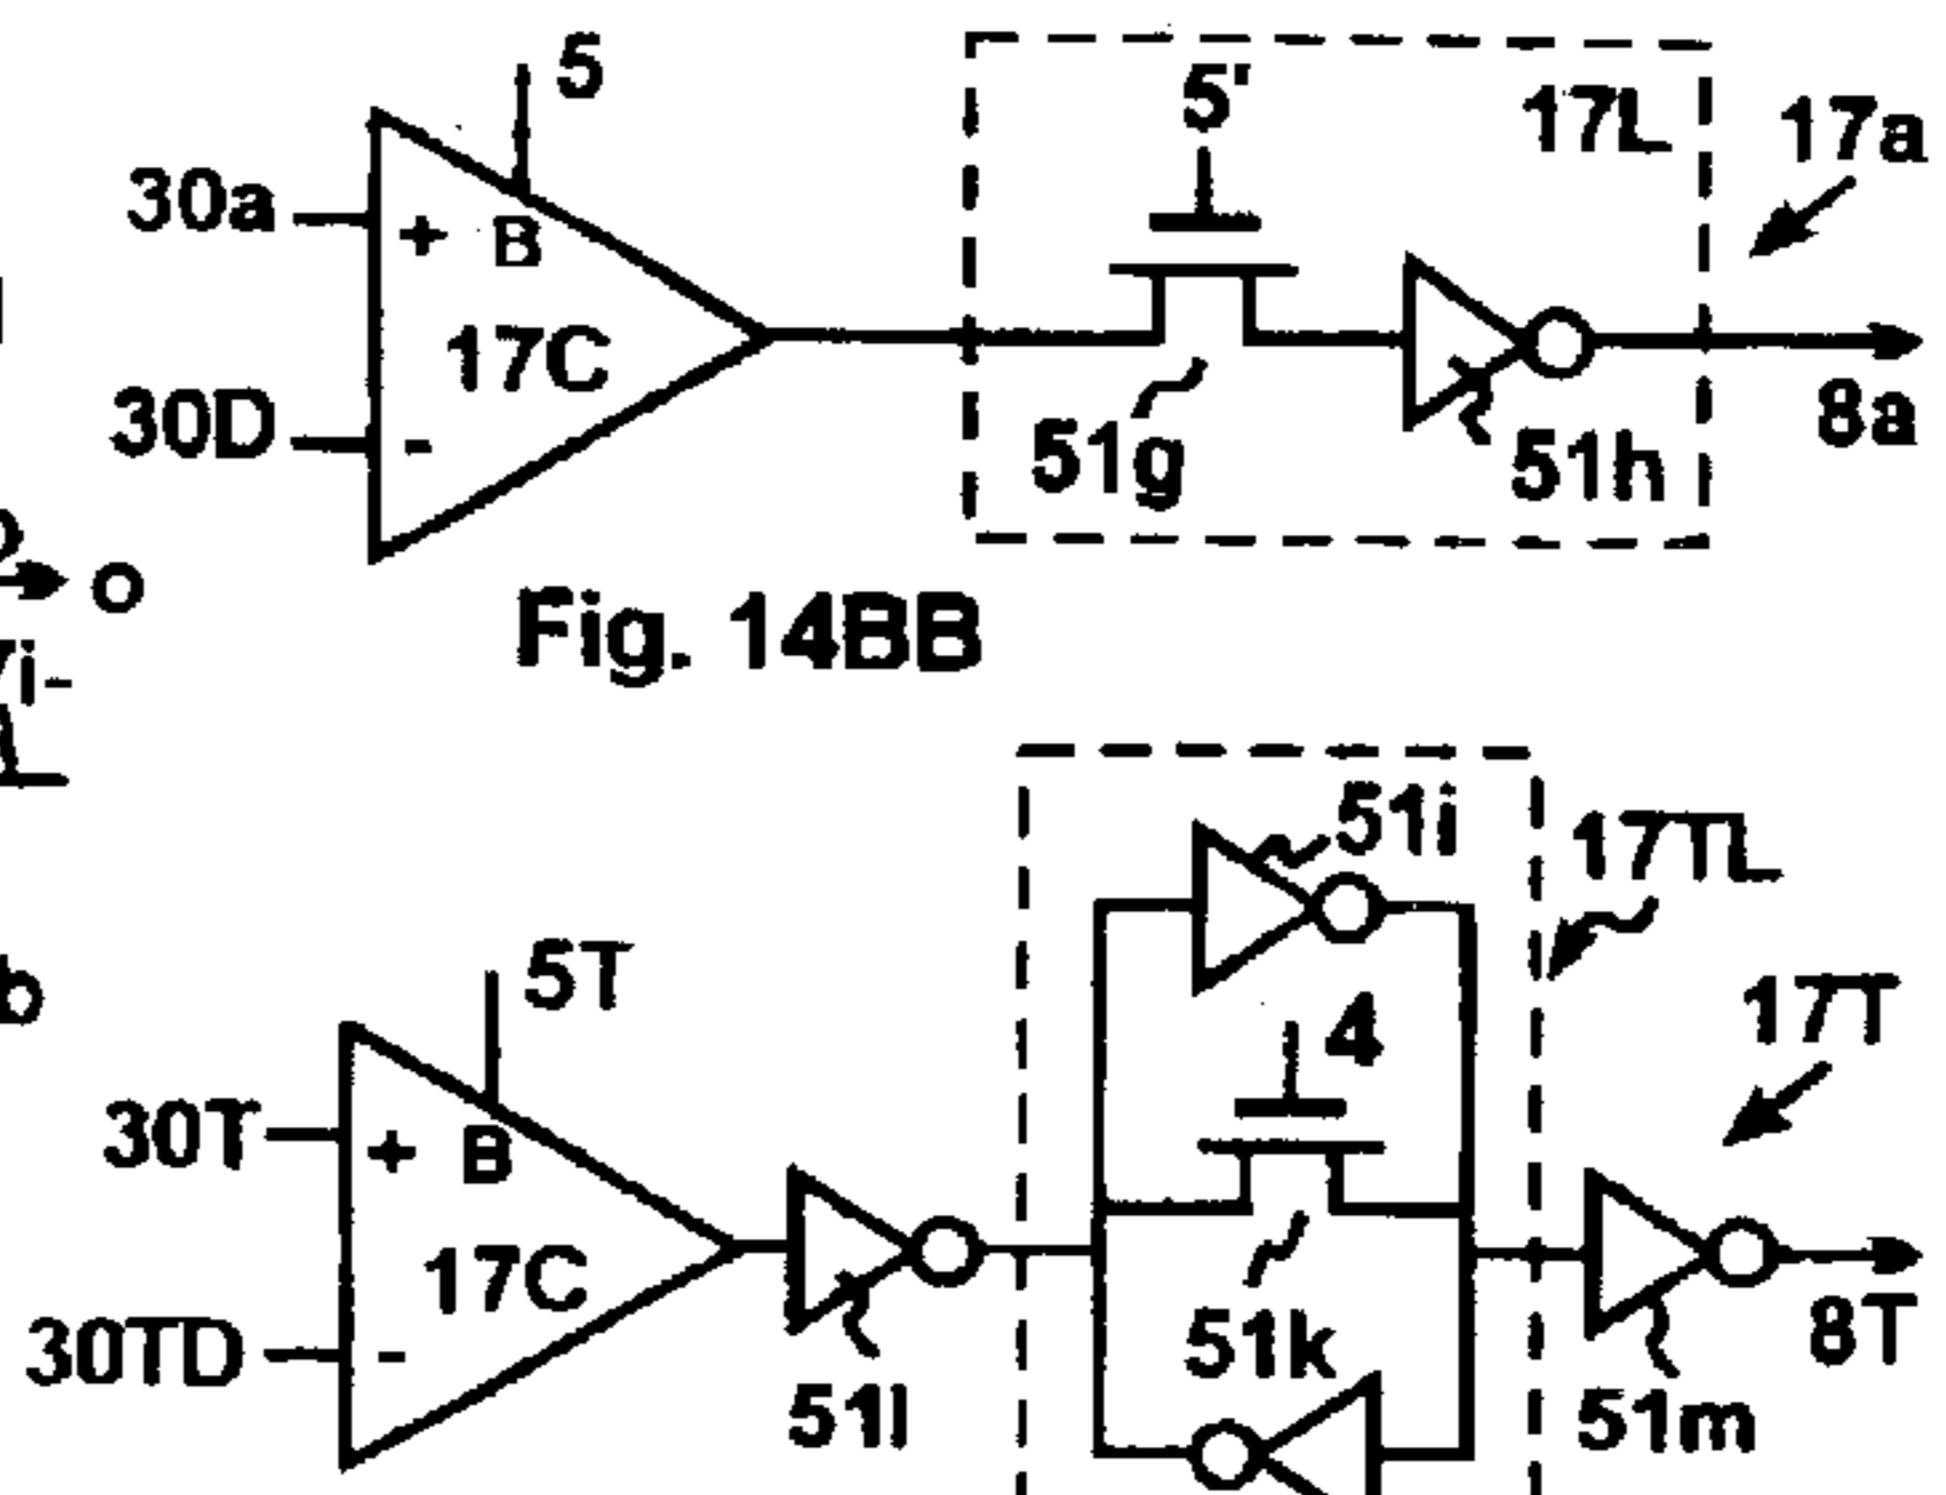 5
5'
17L
17a
30a
+ B
17C
30D
-
51g
51h
8a
o
Fig. 14BB
i-
51i
17TL
b
5T
4
17T
30T
+ B
17C
30TD
-
51l
51k
51m
8T